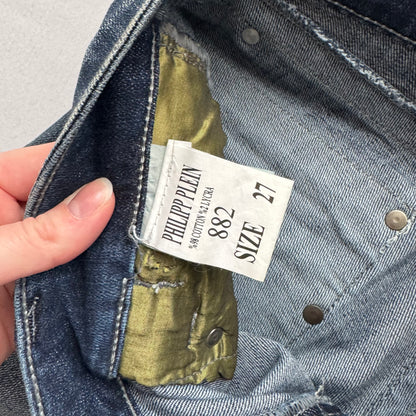 PHILIPP PLEIN
%98 COTTON %2 LYCRA
882
SIZE 27